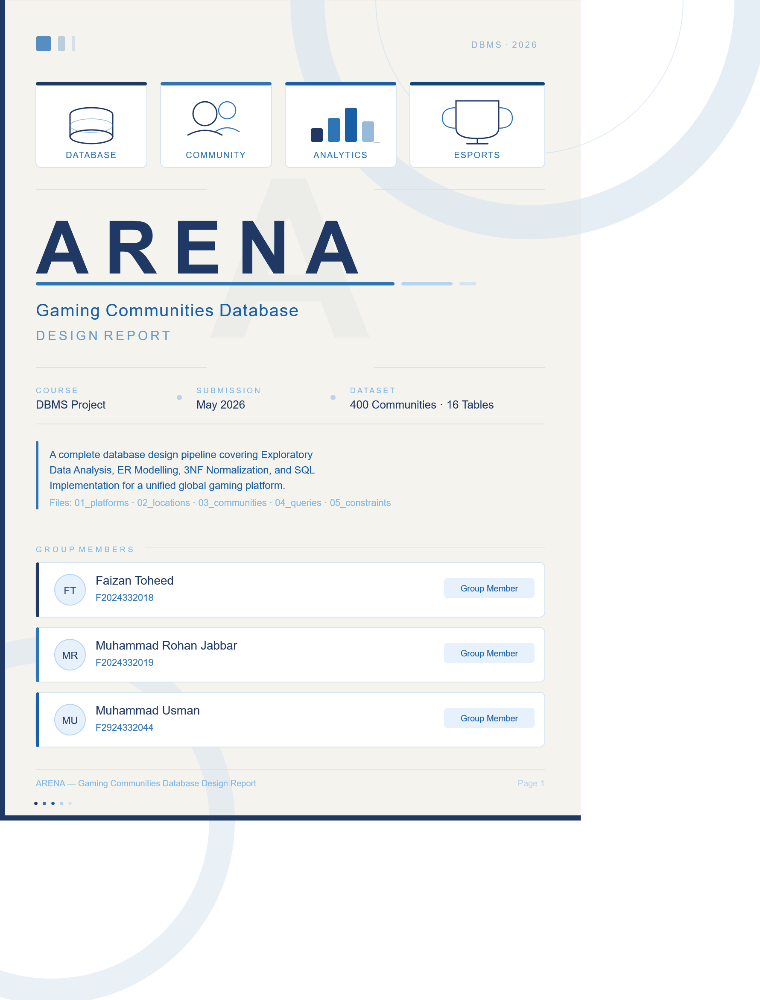 DBMS · 2026
DATABASE
COMMUNITY
ANALYTICS
ESPORTS
A
ARENA
Gaming Communities Database
DESIGN REPORT
COURSE
DBMS Project
SUBMISSION
May 2026
DATASET
400 Communities · 16 Tables
A complete database design pipeline covering Exploratory
Data Analysis, ER Modelling, 3NF Normalization, and SQL
Implementation for a unified global gaming platform.
Files: 01_platforms · 02_locations · 03_communities · 04_queries · 05_constraints
GROUP MEMBERS
FT
Faizan Toheed
F2024332018
Group Member
MR
Muhammad Rohan Jabbar
F2024332019
Group Member
MU
Muhammad Usman
F2924332044
Group Member
ARENA — Gaming Communities Database Design Report
Page 1